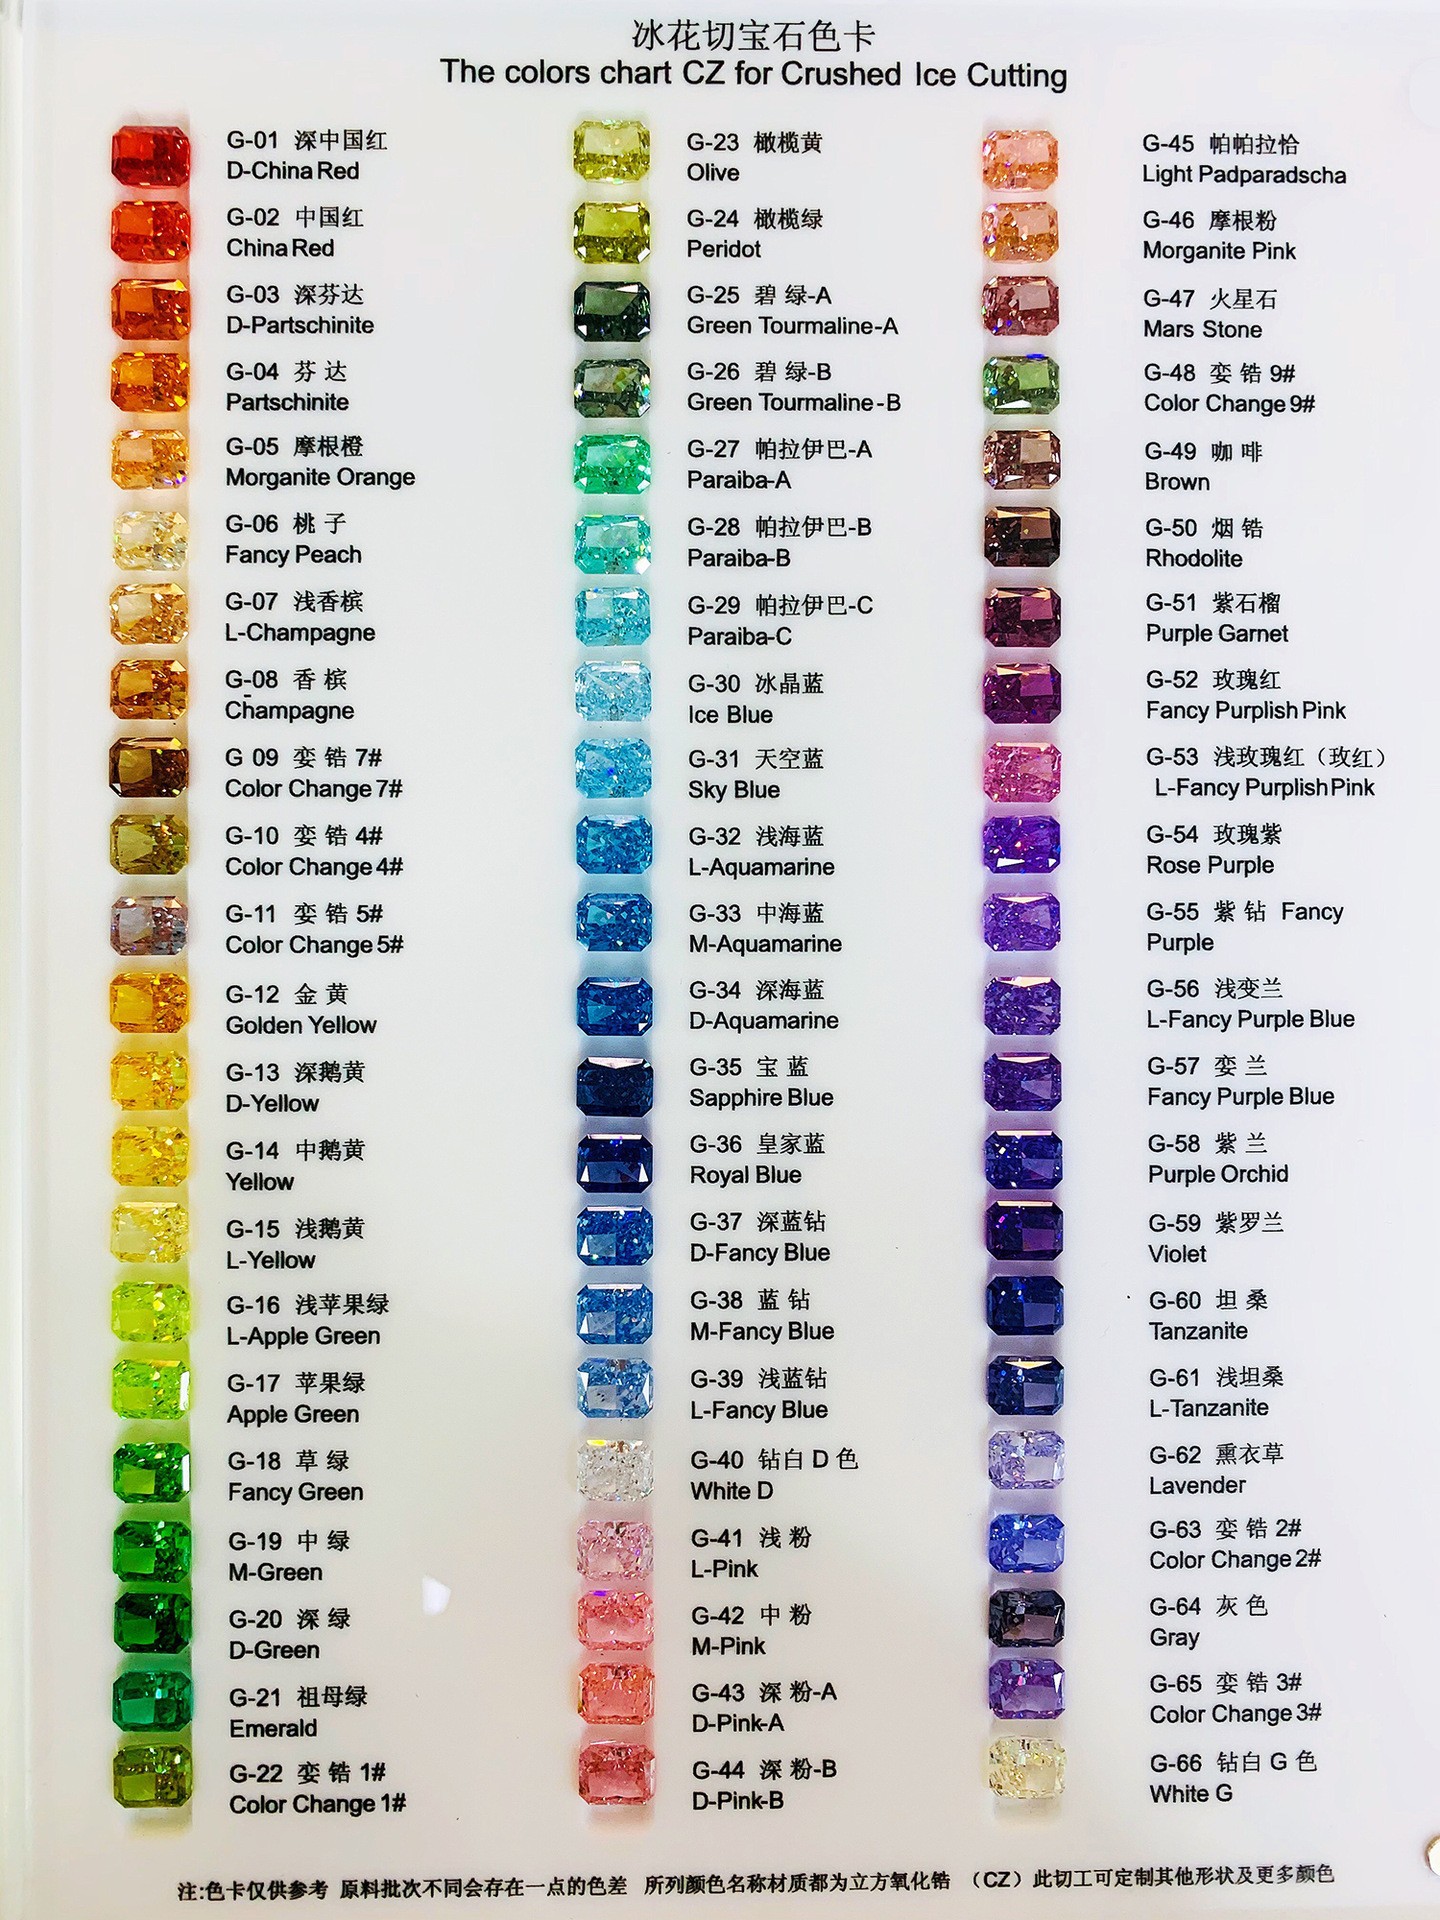 冰花切宝石色卡
The colors chart CZ for Crushed Ice Cutting
G-01 深中国红
D-China Red
G-02 中国红
China Red
G-03 深芬达
D-Partschinite
G-04 芬 达
Partschinite
G-05 摩根橙
Morganite Orange
G-06 桃 子
Fancy Peach
G-07 浅香槟
L-Champagne
G-08 香 槟
Champagne
G 09 娈 锆 7#
Color Change 7#
G-10 娈 锆 4#
Color Change 4#
G-11 娈 锆 5#
Color Change 5#
G-12 金 黄
Golden Yellow
G-13 深鹅黄
D-Yellow
G-14 中鹅黄
Yellow
G-15 浅鹅黄
L-Yellow
G-16 浅苹果绿
L-Apple Green
G-17 苹果绿
Apple Green
G-18 草 绿
Fancy Green
G-19 中 绿
M-Green
G-20 深 绿
D-Green
G-21 祖母绿
Emerald
G-22 娈 锆 1#
Color Change 1#
G-23 橄榄黄
Olive
G-24 橄榄绿
Peridot
G-25 碧 绿-A
Green Tourmaline-A
G-26 碧 绿-B
Green Tourmaline-B
G-27 帕拉伊巴-A
Paraiba-A
G-28 帕拉伊巴-B
Paraiba-B
G-29 帕拉伊巴-C
Paraiba-C
G-30 冰晶蓝
Ice Blue
G-31 天空蓝
Sky Blue
G-32 浅海蓝
L-Aquamarine
G-33 中海蓝
M-Aquamarine
G-34 深海蓝
D-Aquamarine
G-35 宝 蓝
Sapphire Blue
G-36 皇家蓝
Royal Blue
G-37 深蓝钻
D-Fancy Blue
G-38 蓝 钻
M-Fancy Blue
G-39 浅蓝钻
L-Fancy Blue
G-40 钻白 D 色
White D
G-41 浅 粉
L-Pink
G-42 中 粉
M-Pink
G-43 深 粉-A
D-Pink-A
G-44 深 粉-B
D-Pink-B
G-45 帕帕拉恰
Light Padparadscha
G-46 摩根粉
Morganite Pink
G-47 火星石
Mars Stone
G-48 娈 锆 9#
Color Change 9#
G-49 咖 啡
Brown
G-50 烟 锆
Rhodolite
G-51 紫石榴
Purple Garnet
G-52 玫瑰红
Fancy Purplish Pink
G-53 浅玫瑰红（玫红）
L-Fancy Purplish Pink
G-54 玫瑰紫
Rose Purple
G-55 紫 钻 Fancy
Purple
G-56 浅变兰
L-Fancy Purple Blue
G-57 娈 兰
Fancy Purple Blue
G-58 紫 兰
Purple Orchid
G-59 紫罗兰
Violet
G-60 坦 桑
Tanzanite
G-61 浅坦桑
L-Tanzanite
G-62 熏衣草
Lavender
G-63 娈 锆 2#
Color Change 2#
G-64 灰 色
Gray
G-65 娈 锆 3#
Color Change 3#
G-66 钻白 G 色
White G
注:色卡仅供参考 原料批次不同会存在一点的色差 所列颜色名称材质都为立方氧化锆 （CZ）此切工可定制其他形状及更多颜色